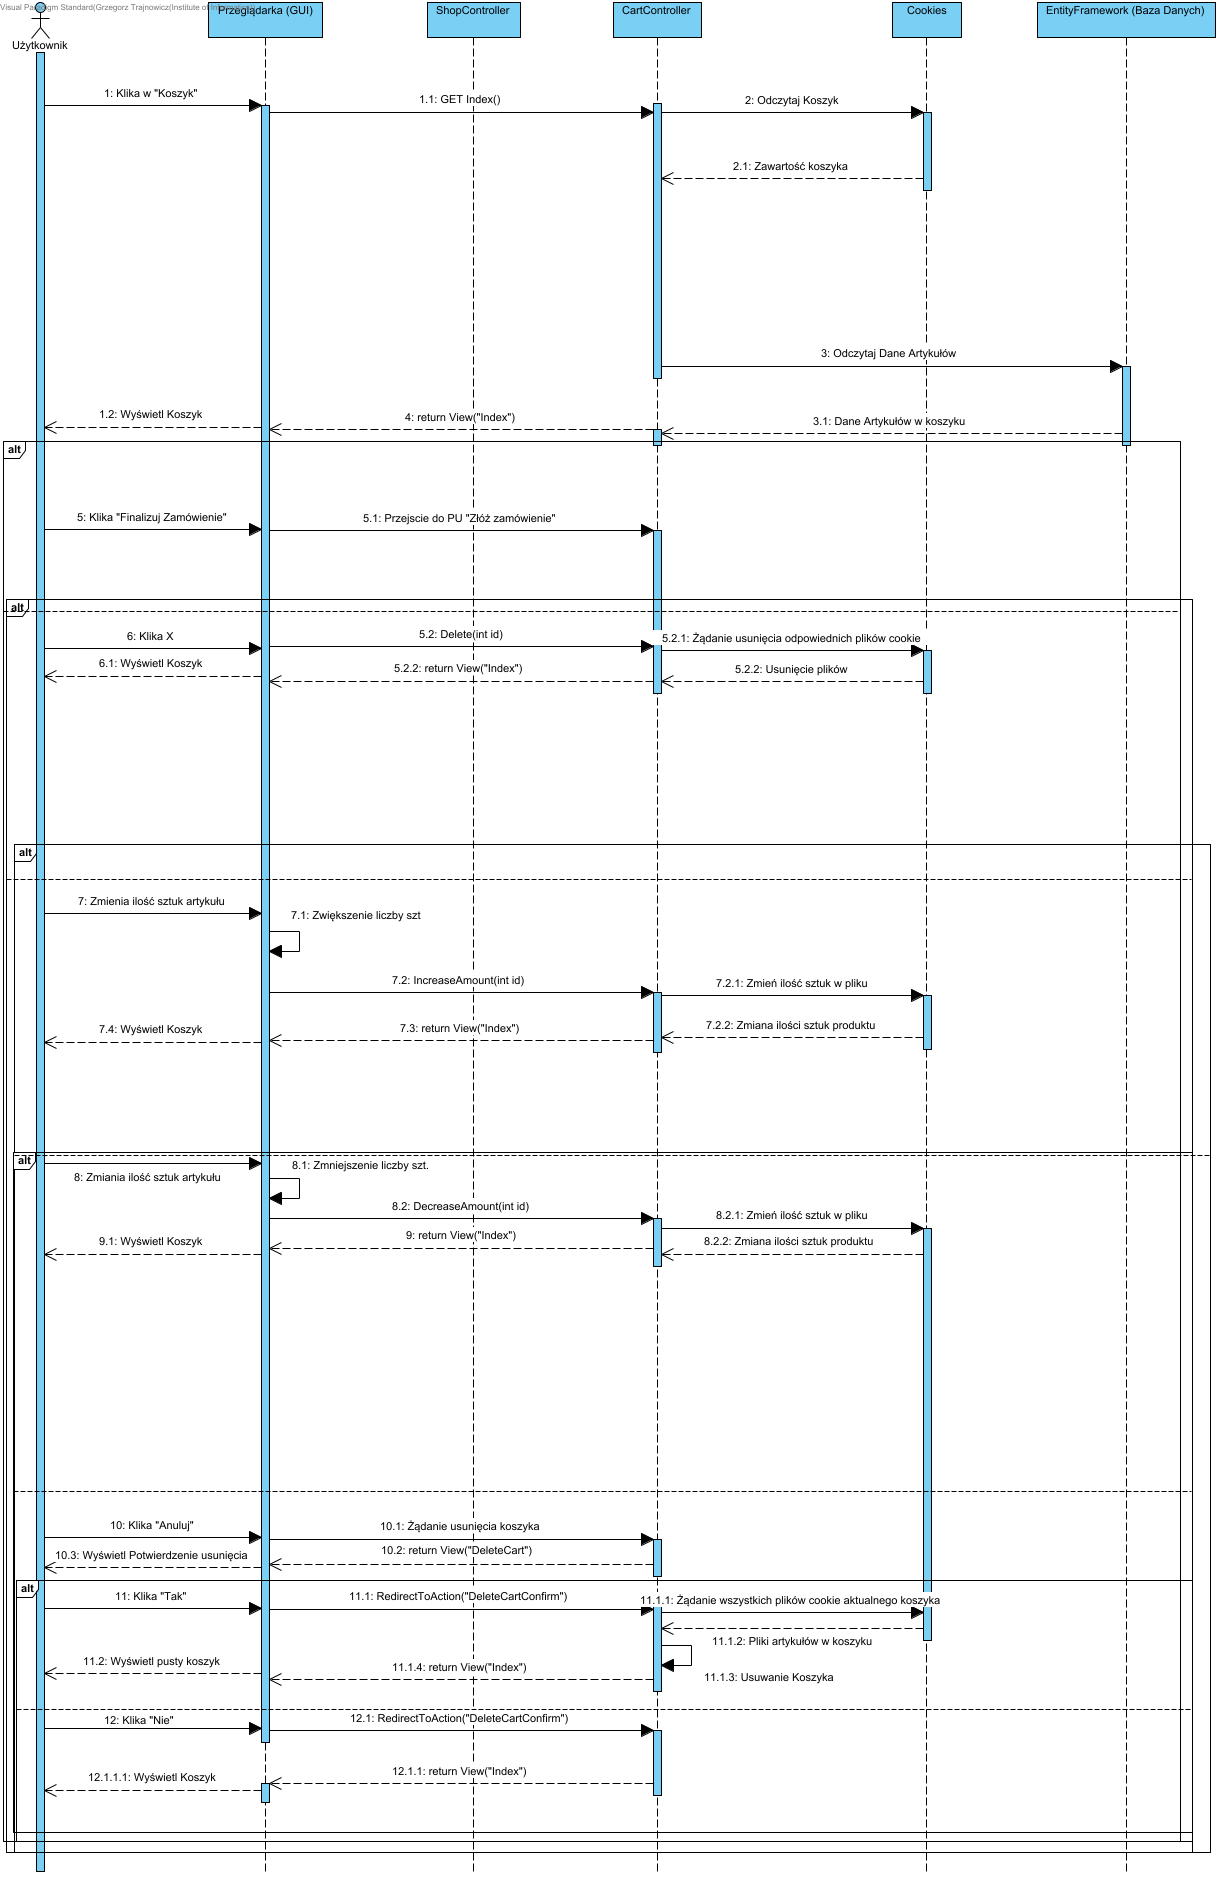 Visual Paradigm Standard(Grzegorz Trajnowicz(Institute of
Użytkownik
Przeglądarka (GUI)
ShopController
CartController
Cookies
EntityFramework (Baza Danych)
1: Klika w "Koszyk"
1.1: GET Index()
2: Odczytaj Koszyk
2.1: Zawartość koszyka
3: Odczytaj Dane Artykułów
1.2: Wyświetl Koszyk
4: return View("Index")
3.1: Dane Artykułów w koszyku
alt
5: Klika "Finalizuj Zamówienie"
5.1: Przejscie do PU "Złóż zamówienie"
alt
6: Klika X
5.2: Delete(int id)
5.2.1: Żądanie usunięcia odpowiednich plików cookie
6.1: Wyświetl Koszyk
5.2.2: return View("Index")
5.2.2: Usunięcie plików
alt
7: Zmienia ilość sztuk artykułu
7.1: Zwiększenie liczby szt
7.2: IncreaseAmount(int id)
7.2.1: Zmień ilość sztuk w pliku
7.4: Wyświetl Koszyk
7.3: return View("Index")
7.2.2: Zmiana ilości sztuk produktu
alt
8: Zmiania ilość sztuk artykułu
8.1: Zmniejszenie liczby szt.
8.2: DecreaseAmount(int id)
8.2.1: Zmień ilość sztuk w pliku
9.1: Wyświetl Koszyk
9: return View("Index")
8.2.2: Zmiana ilości sztuk produktu
10: Klika "Anuluj"
10.1: Żądanie usunięcia koszyka
10.3: Wyświetl Potwierdzenie usunięcia
10.2: return View("DeleteCart")
alt
11: Klika "Tak"
11.1: RedirectToAction("DeleteCartConfirm")
11.1.1: Żądanie wszystkich plików cookie aktualnego koszyka
11.1.2: Pliki artykułów w koszyku
11.2: Wyświetl pusty koszyk
11.1.4: return View("Index")
11.1.3: Usuwanie Koszyka
12: Klika "Nie"
12.1: RedirectToAction("DeleteCartConfirm")
12.1.1.1: Wyświetl Koszyk
12.1.1: return View("Index")